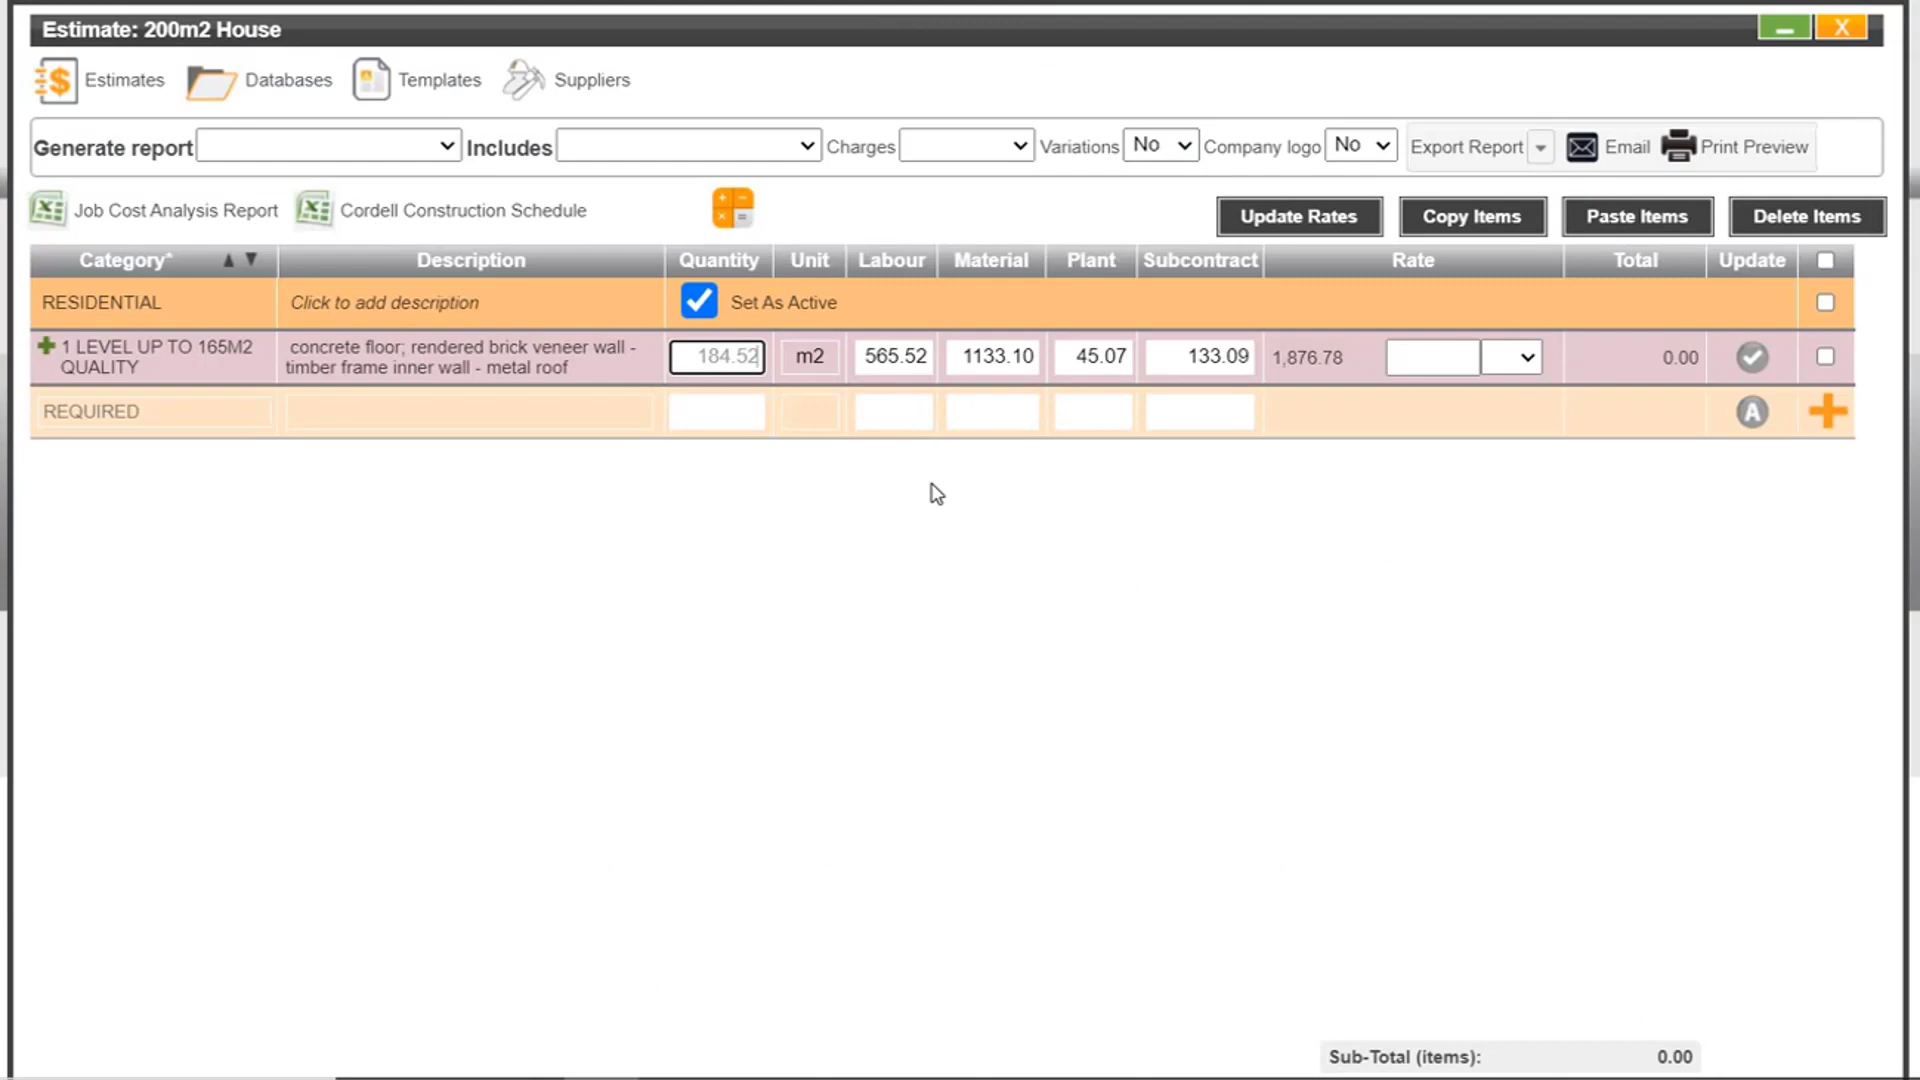 Estimate: 200m2 House
X
Estimates Databases Templates Suppliers
Generate report Includes Charges Variations No Company logo No Export Report Email Print Preview
Job Cost Analysis Report Cordell Construction Schedule Update Rates Copy Items Paste Items Delete Items
Category* Description Quantity Unit Labour Material Plant Subcontract Rate Total Update
RESIDENTIAL Click to add description Set As Active
1 LEVEL UP TO 165M2 concrete floor; rendered brick veneer wall -
QUALITY timber frame inner wall - metal roof 184.52 m2 565.52 1133.10 45.07 133.09 1,876.78 0.00
REQUIRED A
Sub-Total (items): 0.00